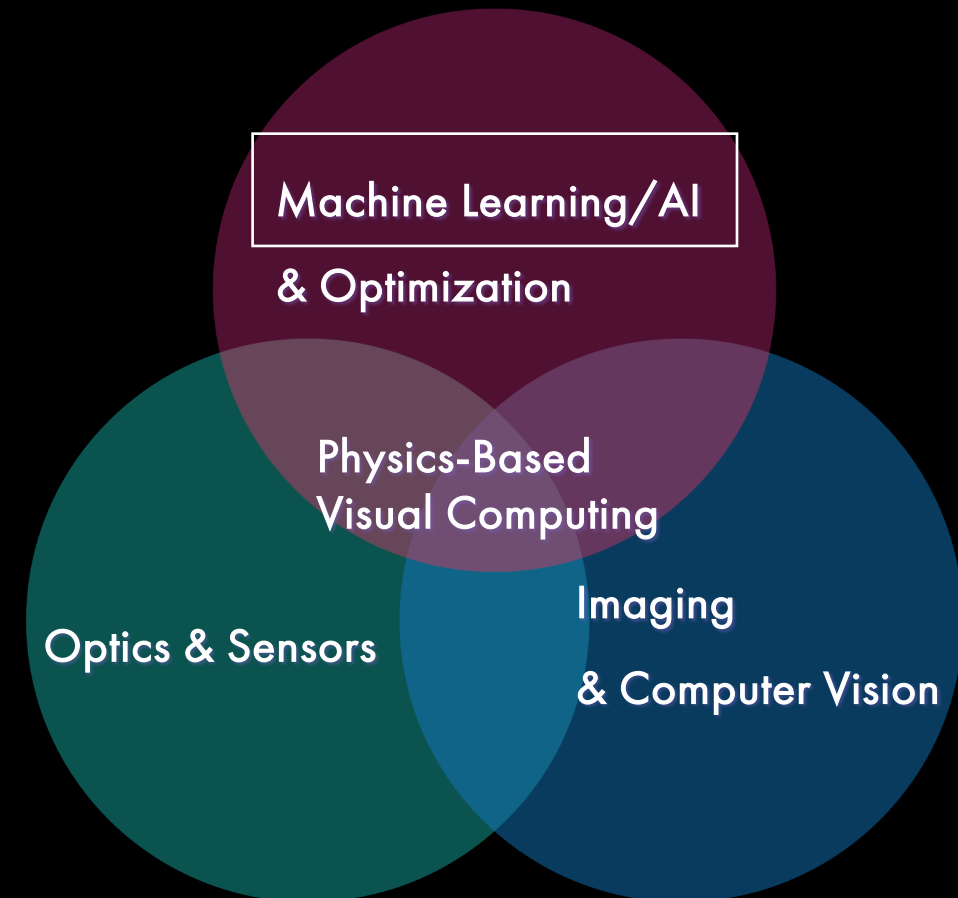 Machine Learning/AI
& Optimization
Physics-Based
Visual Computing
Imaging
Optics & Sensors
& Computer Vision